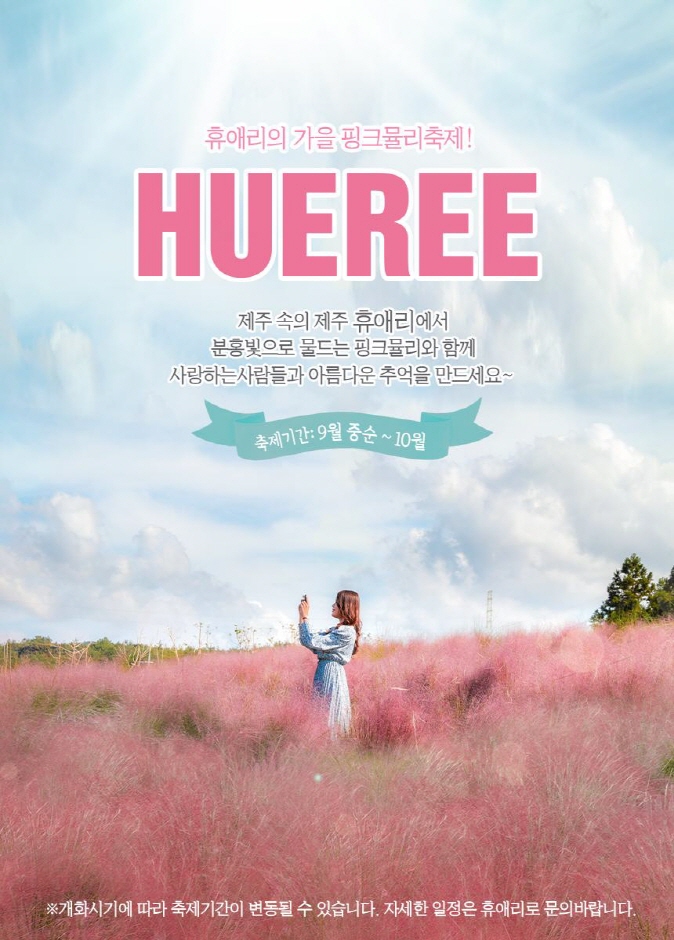 휴애리의 가을 핑크뮬리축제!
HUEREE
제주 속의 제주 휴애리에서
분홍빛으로 물드는 핑크뮬리와 함께
사랑하는사람들과 아름다운 추억을 만드세요~
축제기간: 9월 중순 ~ 10월
※개화시기에 따라 축제기간이 변동될 수 있습니다. 자세한 일정은 휴애리로 문의바랍니다.